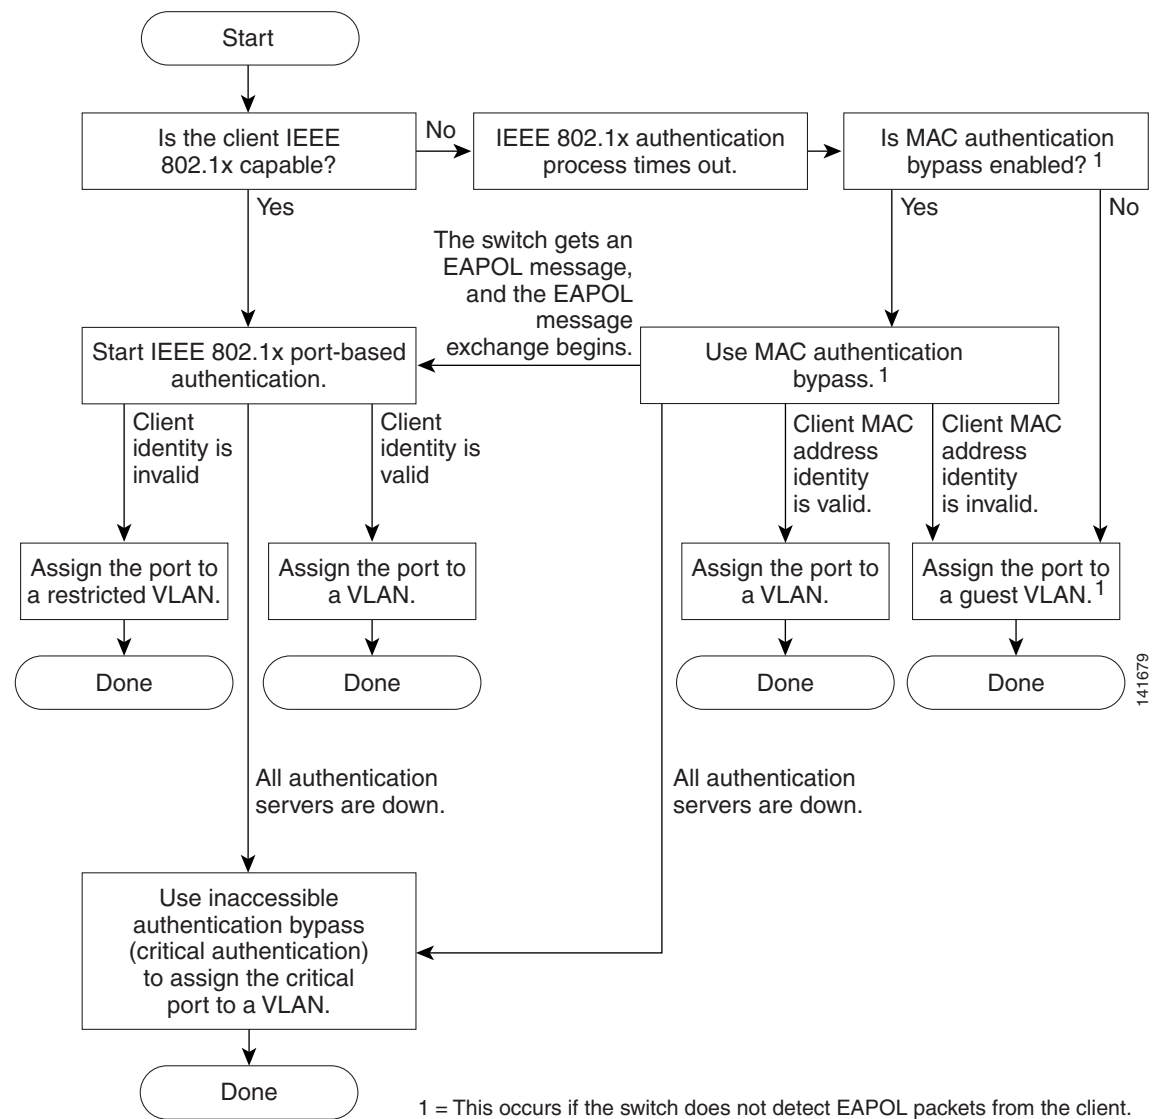 Start
Is the client IEEE
802.1x capable?
No
IEEE 802.1x authentication
process times out.
Is MAC authentication
bypass enabled? 1
Yes
Yes
No
The switch gets an
EAPOL message,
and the EAPOL
message
exchange begins.
Start IEEE 802.1x port-based
authentication.
Use MAC authentication
bypass. 1
Client
identity is
invalid
Client
identity is
valid
Client MAC
address
identity
is valid.
Client MAC
address
identity
is invalid.
Assign the port to
a restricted VLAN.
Assign the port to
a VLAN.
Assign the port to
a VLAN.
Assign the port to
a guest VLAN. 1
Done
Done
Done
Done
141679
All authentication
servers are down.
All authentication
servers are down.
Use inaccessible
authentication bypass
(critical authentication)
to assign the critical
port to a VLAN.
Done
1 = This occurs if the switch does not detect EAPOL packets from the client.